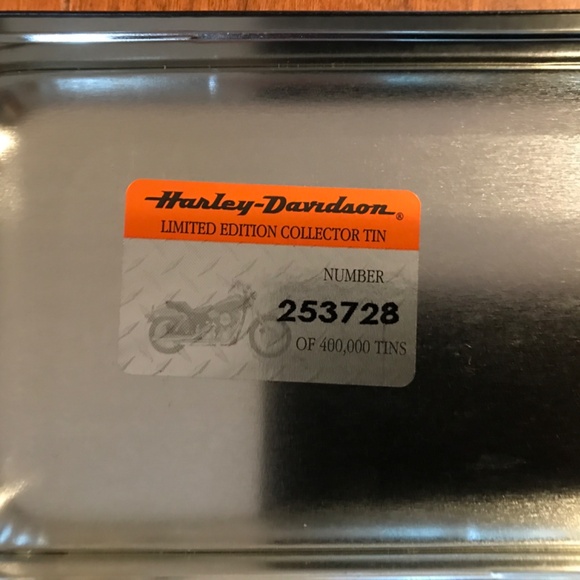 Harley-Davidson®
LIMITED EDITION COLLECTOR TIN
NUMBER
253728
OF 400,000 TINS